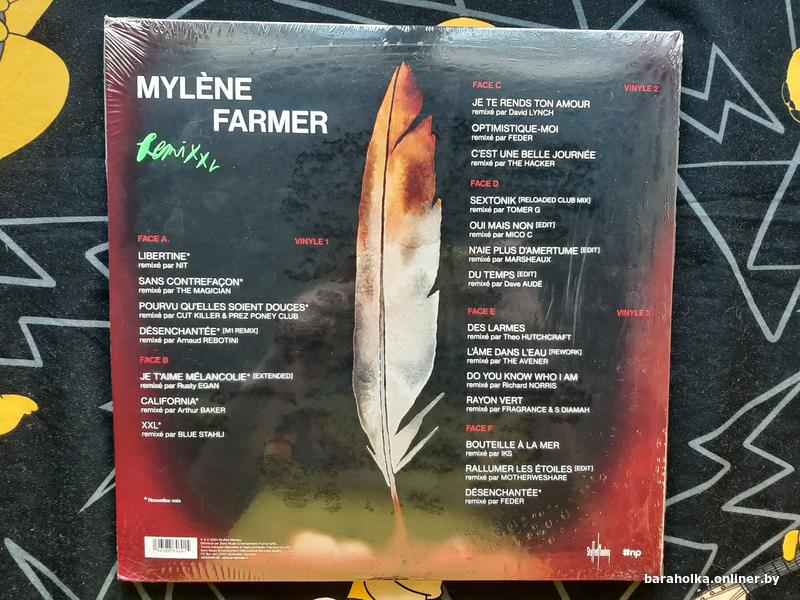 MYLÈNE
FARMER
Remixxl
FACE A
VINYLE 1
LIBERTINE*
remixé par NIT
SANS CONTREFAÇON*
remixé par THE MAGICIAN
POURVU QU'ELLES SOIENT DOUCES*
remixé par CUT KILLER & PREZ PONEY CLUB
DÉSENCHANTÉE* [M1 REMIX]
remixé par Arnaud REBOTINI
FACE B
JE T'AIME MÉLANCOLIE* [EXTENDED]
remixé par Rusty EGAN
CALIFORNIA*
remixé par Arthur BAKER
XXL*
remixé par BLUE STAHLI
* Nouvelles voix
FACE C
VINYLE 2
JE TE RENDS TON AMOUR
remixé par David LYNCH
OPTIMISTIQUE-MOI
remixé par FEDER
C'EST UNE BELLE JOURNÉE
remixé par THE HACKER
FACE D
SEXTONIK [RELOADED CLUB MIX]
remixé par TOMER G
OUI MAIS NON [EDIT]
remixé par MICO C
N'AIE PLUS D'AMERTUME [EDIT]
remixé par MARSHEAUX
DU TEMPS [EDIT]
remixé par Dave AUDÉ
FACE E
VINYLE 3
DES LARMES
remixé par Theo HUTCHCRAFT
L'ÂME DANS L'EAU [REWORK]
remixé par THE AVENER
DO YOU KNOW WHO I AM
remixé par Richard NORRIS
RAYON VERT
remixé par FRAGRANCE & S DIAMAH
FACE F
BOUTEILLE À LA MER
remixé par IKS
RALLUMER LES ÉTOILES [EDIT]
remixé par MOTHERWESHARE
DÉSENCHANTÉE*
remixé par FEDER
Stuffed Monkey
#np
baraholka.onliner.by